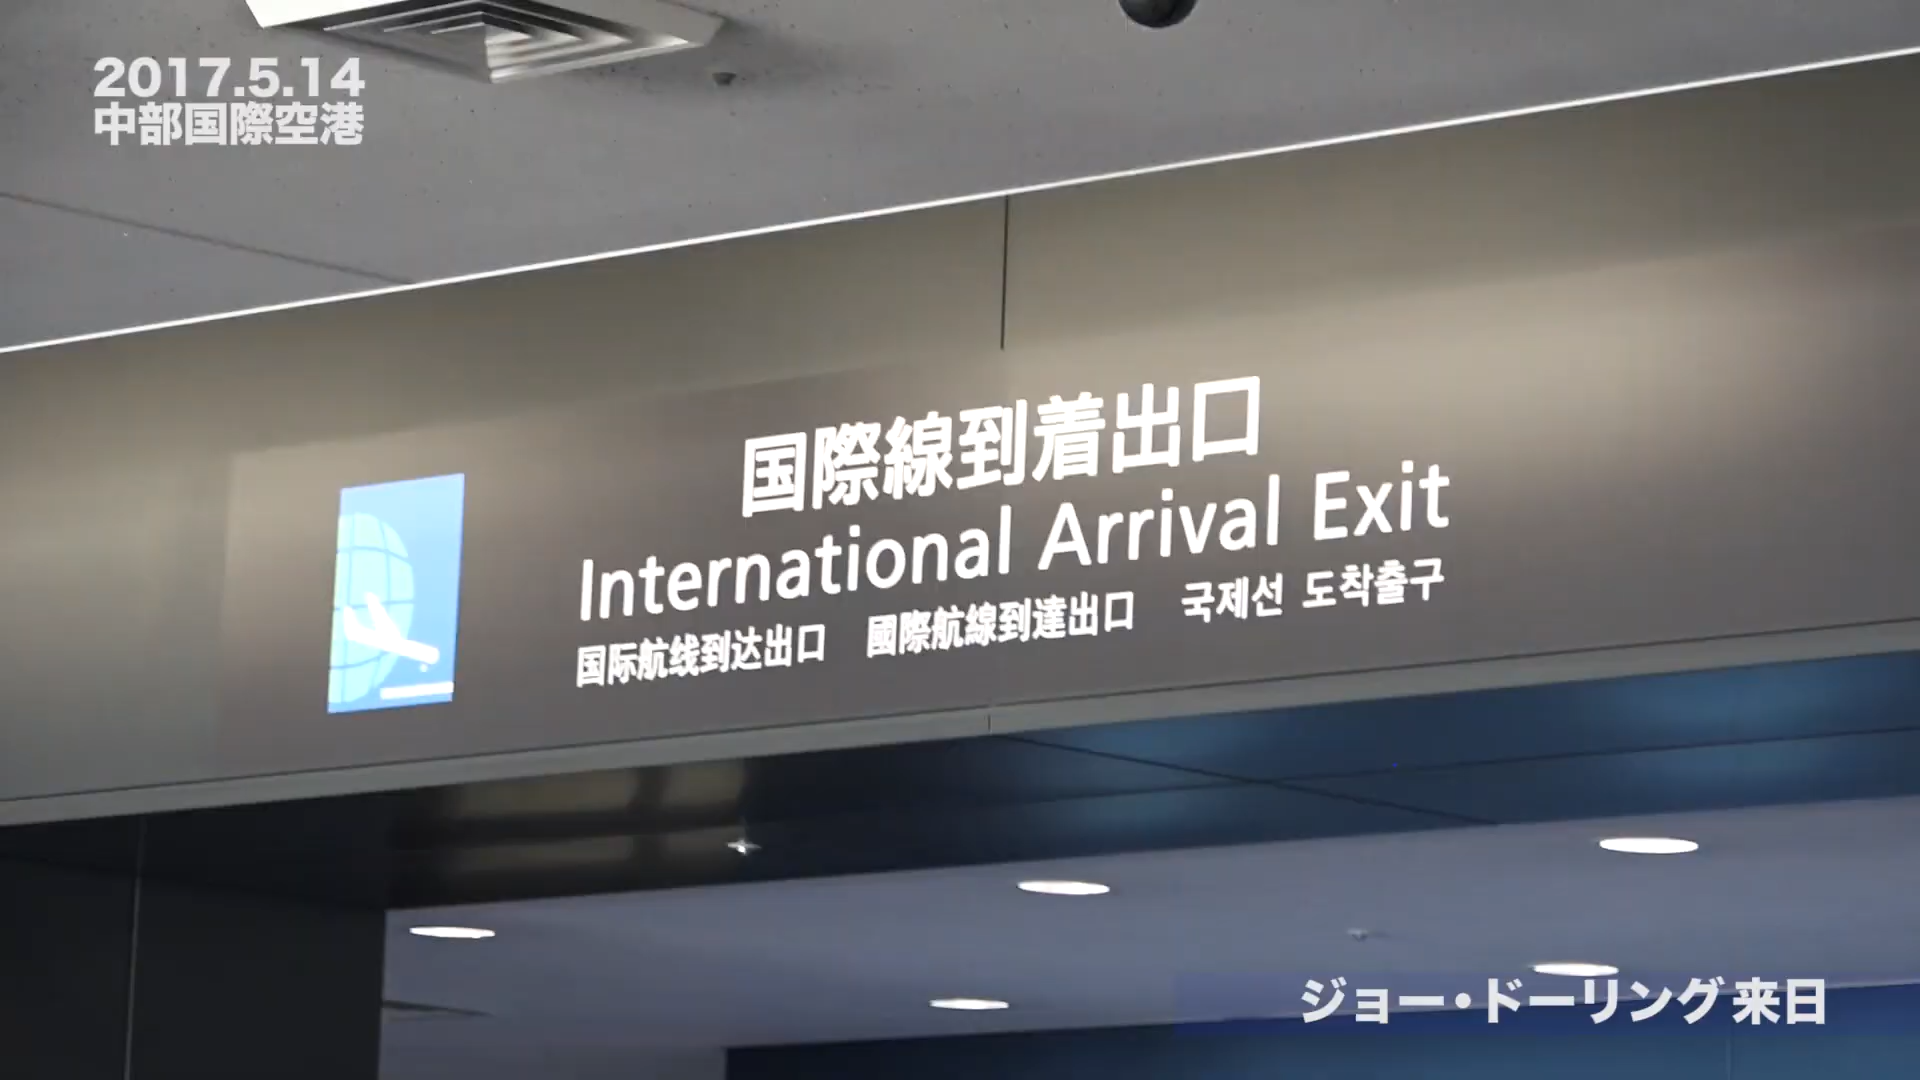 2017.5.14
中部国際空港
国際線到着出口
International Arrival Exit
国际航线到达出口 國際航線到達出口 국제선 도착출구
ジョー・ドーリング来日